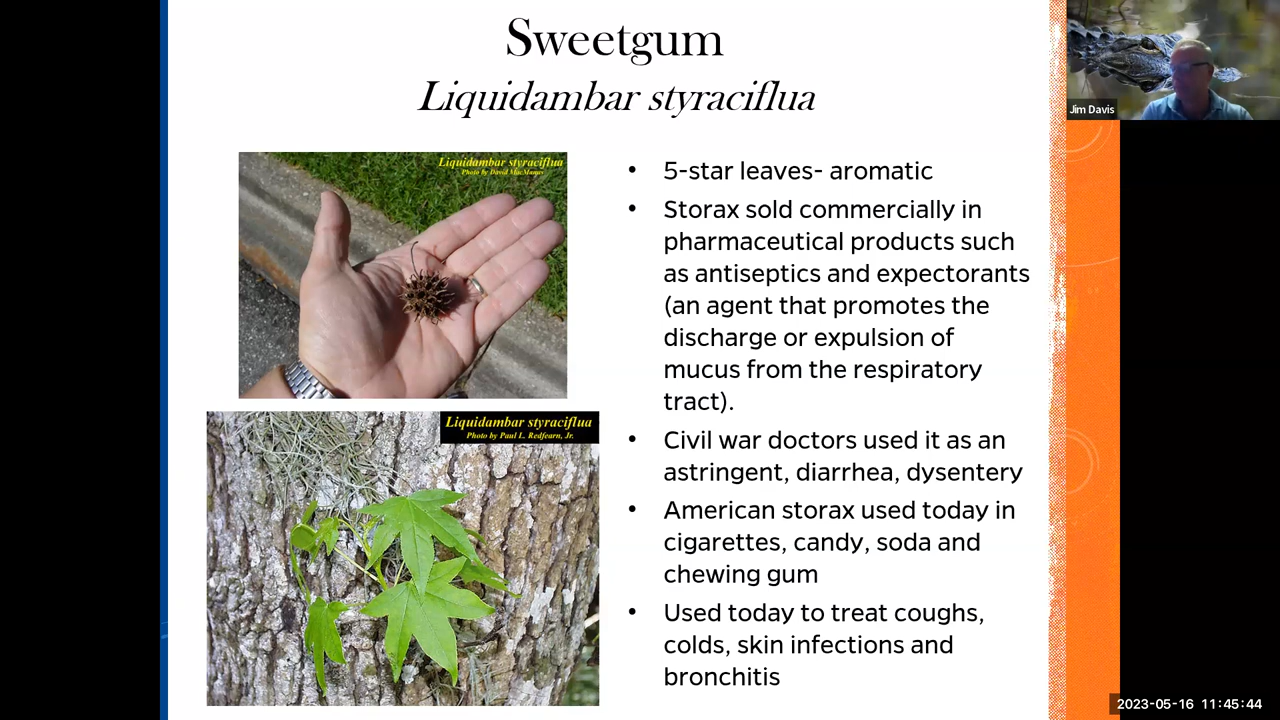 Sweetgum
Liquidambar styraciflua
Jim Davis
Liquidambar styraciflua
Photo by David MacManus
• 5-star leaves- aromatic
• Storax sold commercially in
pharmaceutical products such
as antiseptics and expectorants
(an agent that promotes the
discharge or expulsion of
mucus from the respiratory
tract).
Liquidambar styraciflua
Photo by Paul L. Redfearn, Jr.
• Civil war doctors used it as an
astringent, diarrhea, dysentery
• American storax used today in
cigarettes, candy, soda and
chewing gum
• Used today to treat coughs,
colds, skin infections and
bronchitis
2023-05-16 11:45:44